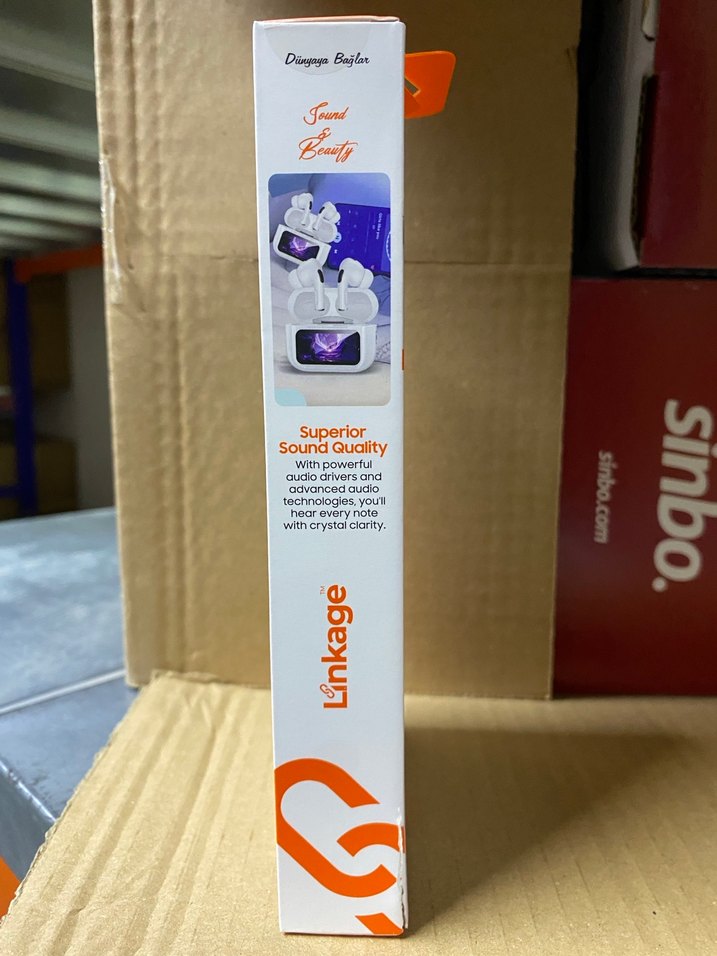 Dünyaya Bağlar
Sound
&
Beauty
Superior
Sound Quality
With powerful
audio drivers and
advanced audio
technologies, you'll
hear every note
with crystal clarity.
Linkage™
sinbo.
sinbo.com